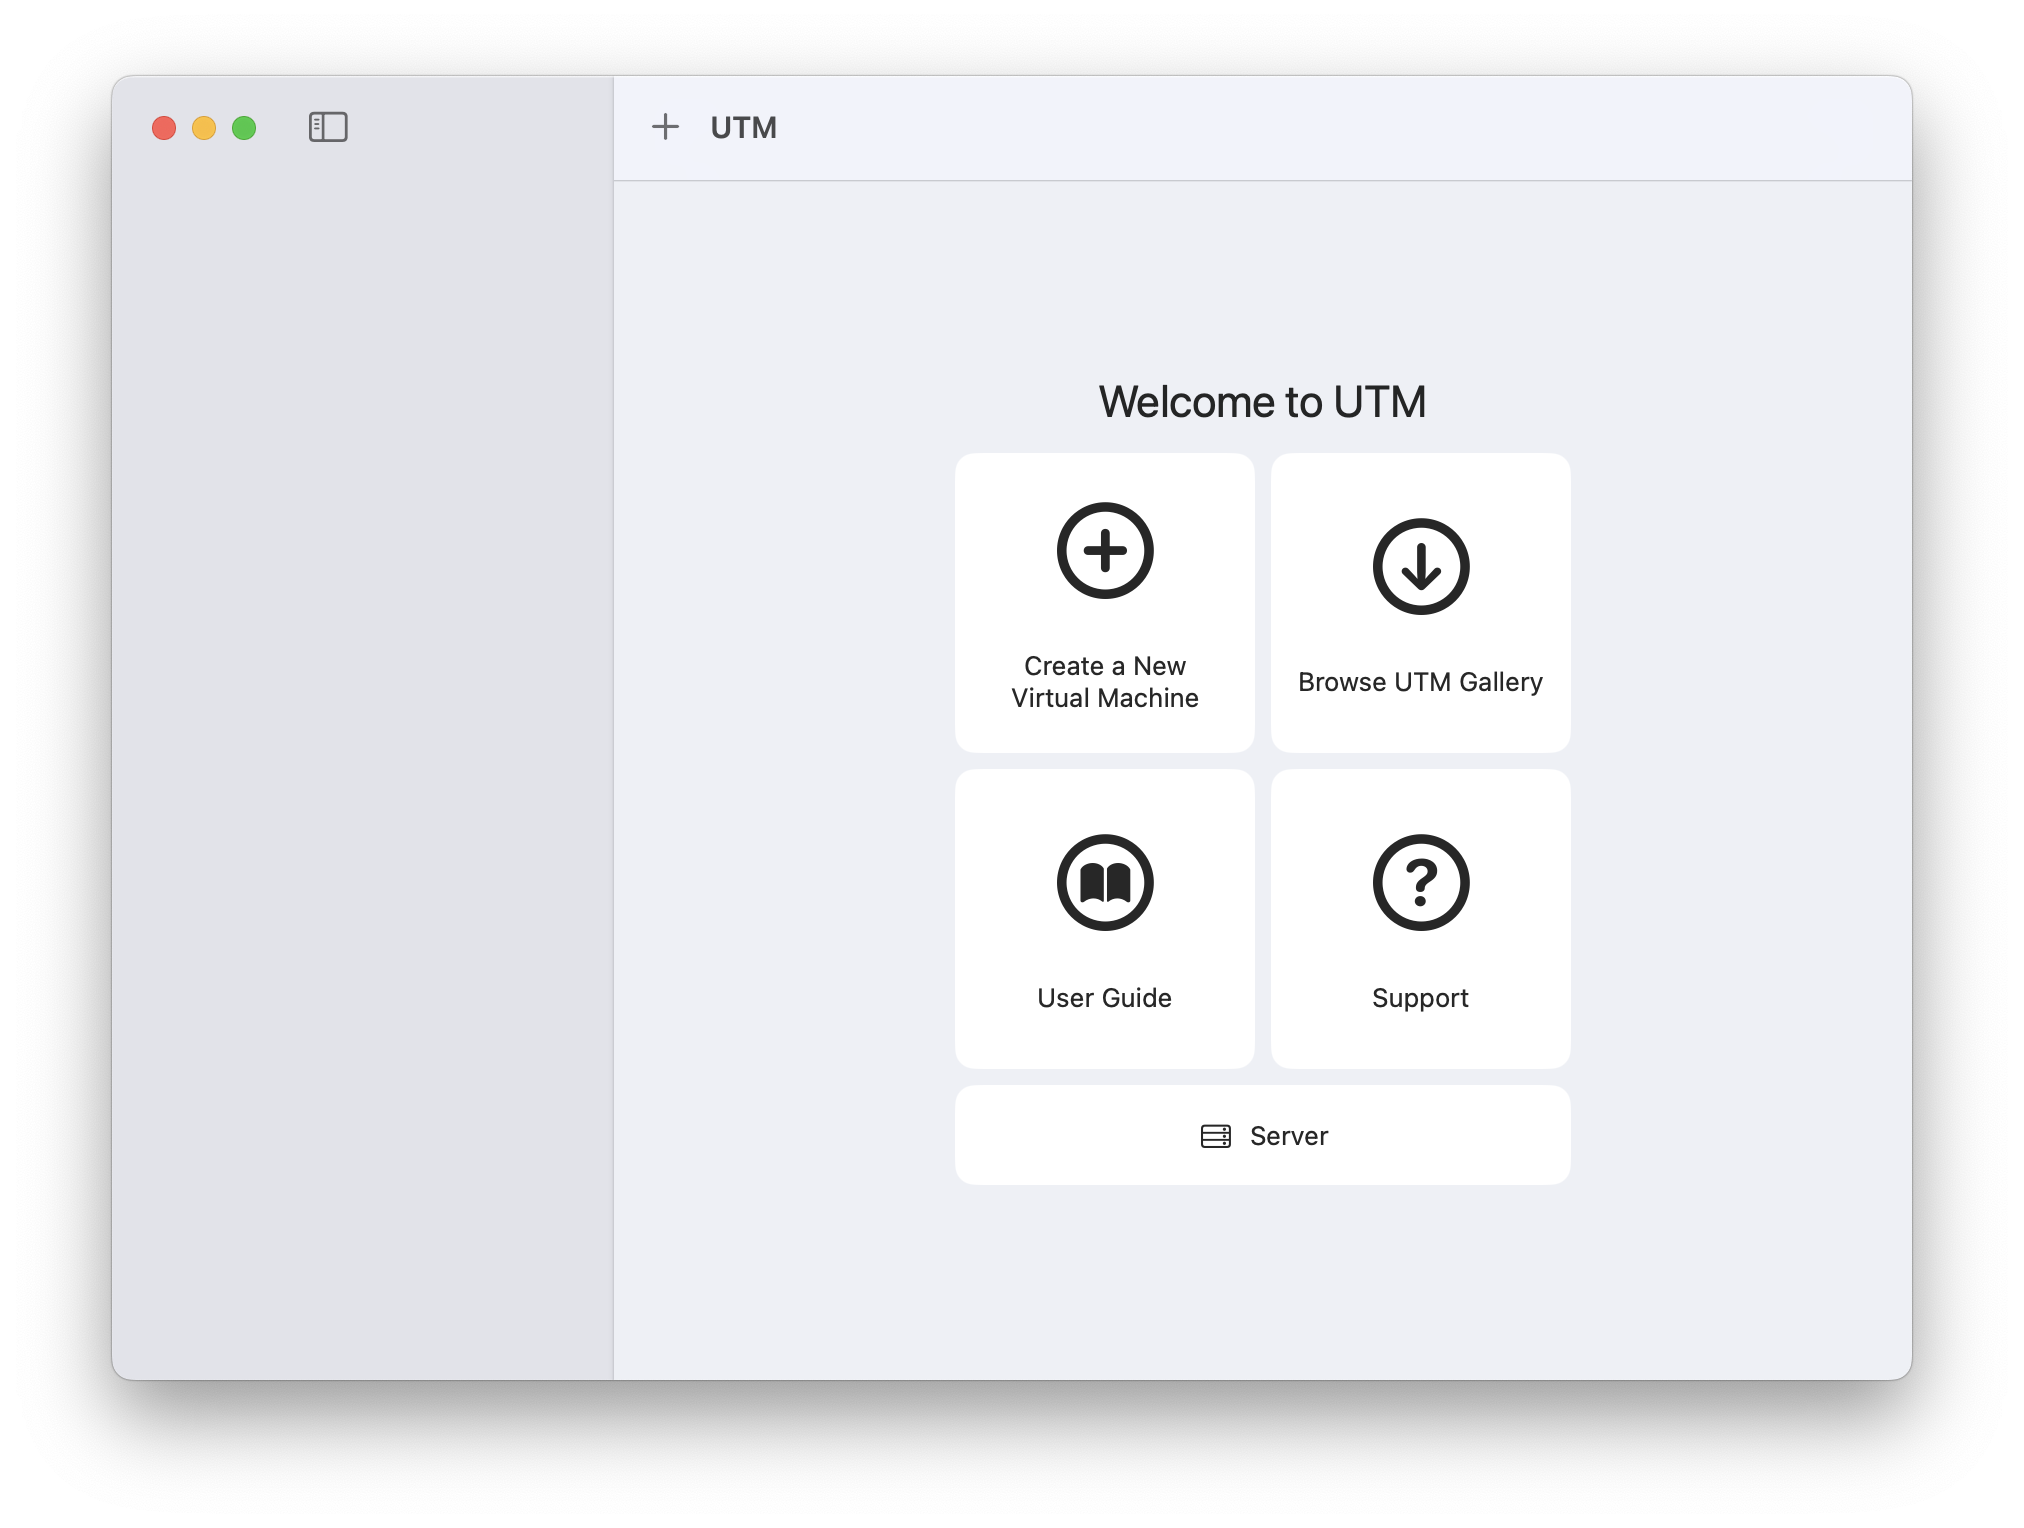 UTM
Welcome to UTM
Create a New
Virtual Machine
Browse UTM Gallery
User Guide
Support
Server